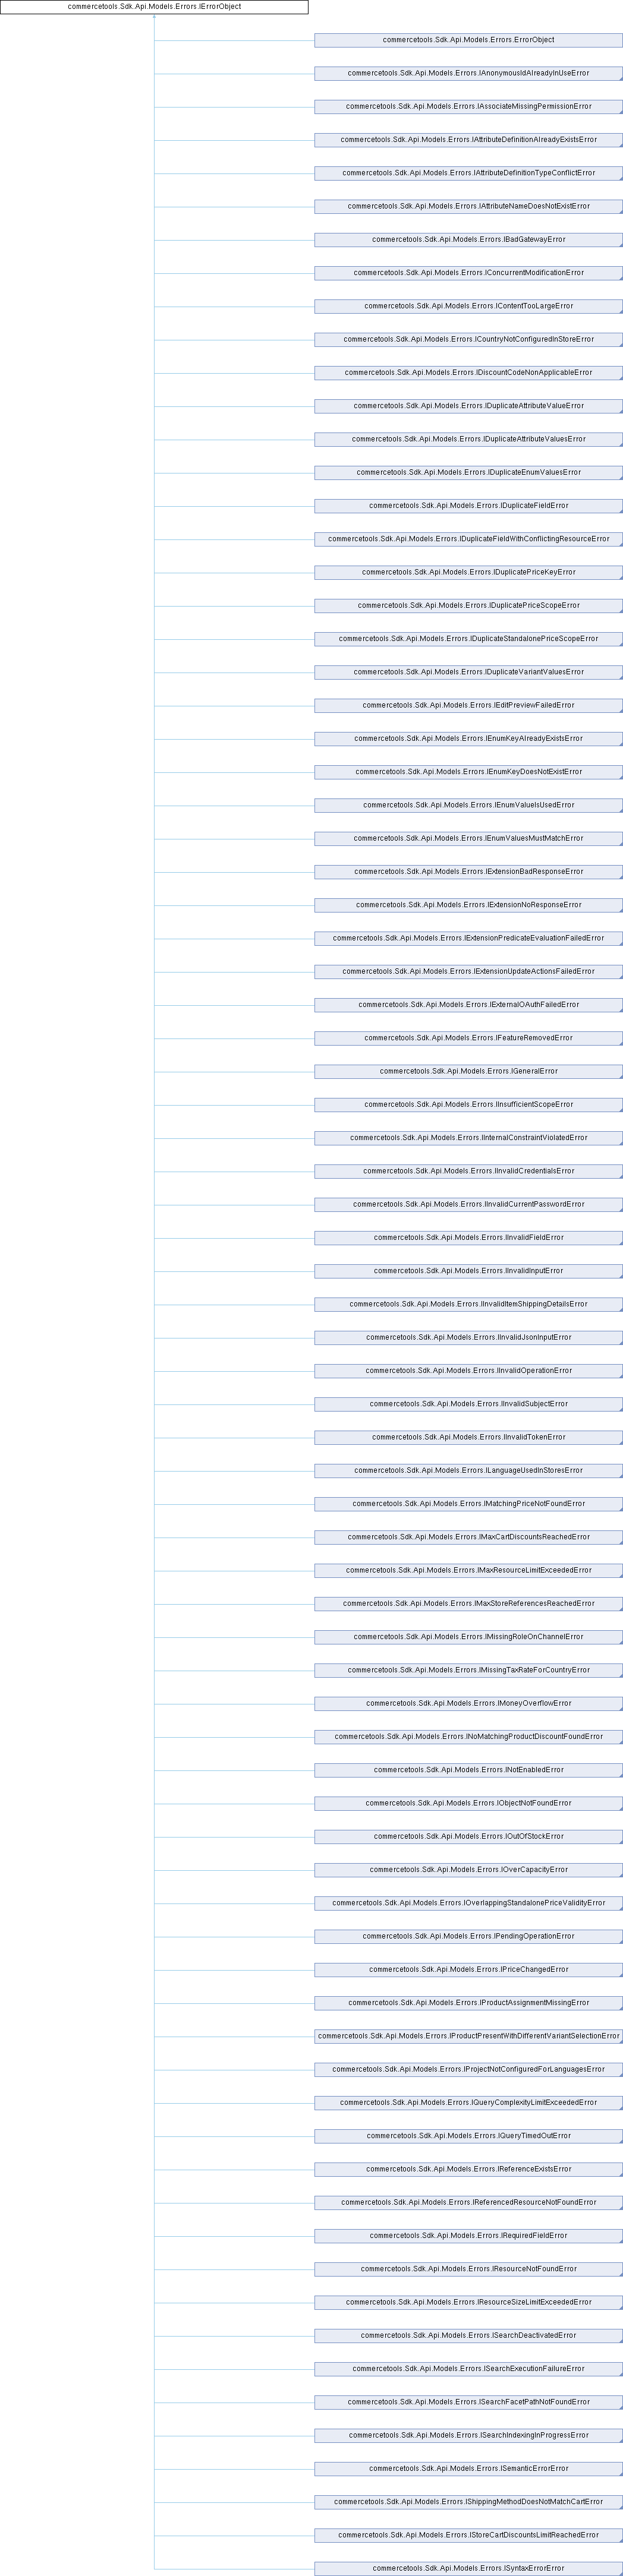 commercetools.Sdk.Api.Models.Errors.IErrorObject
commercetools.Sdk.Api.Models.Errors.ErrorObject
commercetools.Sdk.Api.Models.Errors.IAnonymousIdAlreadyInUseError
commercetools.Sdk.Api.Models.Errors.IAssociateMissingPermissionError
commercetools.Sdk.Api.Models.Errors.IAttributeDefinitionAlreadyExistsError
commercetools.Sdk.Api.Models.Errors.IAttributeDefinitionTypeConflictError
commercetools.Sdk.Api.Models.Errors.IAttributeNameDoesNotExistError
commercetools.Sdk.Api.Models.Errors.IBadGatewayError
commercetools.Sdk.Api.Models.Errors.IConcurrentModificationError
commercetools.Sdk.Api.Models.Errors.IContentTooLargeError
commercetools.Sdk.Api.Models.Errors.ICountryNotConfiguredInStoreError
commercetools.Sdk.Api.Models.Errors.IDiscountCodeNonApplicableError
commercetools.Sdk.Api.Models.Errors.IDuplicateAttributeValueError
commercetools.Sdk.Api.Models.Errors.IDuplicateAttributeValuesError
commercetools.Sdk.Api.Models.Errors.IDuplicateEnumValuesError
commercetools.Sdk.Api.Models.Errors.IDuplicateFieldError
commercetools.Sdk.Api.Models.Errors.IDuplicateFieldWithConflictingResourceError
commercetools.Sdk.Api.Models.Errors.IDuplicatePriceKeyError
commercetools.Sdk.Api.Models.Errors.IDuplicatePriceScopeError
commercetools.Sdk.Api.Models.Errors.IDuplicateStandalonePriceScopeError
commercetools.Sdk.Api.Models.Errors.IDuplicateVariantValuesError
commercetools.Sdk.Api.Models.Errors.IEditPreviewFailedError
commercetools.Sdk.Api.Models.Errors.IEnumKeyAlreadyExistsError
commercetools.Sdk.Api.Models.Errors.IEnumKeyDoesNotExistError
commercetools.Sdk.Api.Models.Errors.IEnumValueIsUsedError
commercetools.Sdk.Api.Models.Errors.IEnumValuesMustMatchError
commercetools.Sdk.Api.Models.Errors.IExtensionBadResponseError
commercetools.Sdk.Api.Models.Errors.IExtensionNoResponseError
commercetools.Sdk.Api.Models.Errors.IExtensionPredicateEvaluationFailedError
commercetools.Sdk.Api.Models.Errors.IExtensionUpdateActionsFailedError
commercetools.Sdk.Api.Models.Errors.IExternalOAuthFailedError
commercetools.Sdk.Api.Models.Errors.IFeatureRemovedError
commercetools.Sdk.Api.Models.Errors.IGeneralError
commercetools.Sdk.Api.Models.Errors.IInsufficientScopeError
commercetools.Sdk.Api.Models.Errors.IInternalConstraintViolatedError
commercetools.Sdk.Api.Models.Errors.IInvalidCredentialsError
commercetools.Sdk.Api.Models.Errors.IInvalidCurrentPasswordError
commercetools.Sdk.Api.Models.Errors.IInvalidFieldError
commercetools.Sdk.Api.Models.Errors.IInvalidInputError
commercetools.Sdk.Api.Models.Errors.IInvalidItemShippingDetailsError
commercetools.Sdk.Api.Models.Errors.IInvalidJsonInputError
commercetools.Sdk.Api.Models.Errors.IInvalidOperationError
commercetools.Sdk.Api.Models.Errors.IInvalidSubjectError
commercetools.Sdk.Api.Models.Errors.IInvalidTokenError
commercetools.Sdk.Api.Models.Errors.ILanguageUsedInStoresError
commercetools.Sdk.Api.Models.Errors.IMatchingPriceNotFoundError
commercetools.Sdk.Api.Models.Errors.IMaxCartDiscountsReachedError
commercetools.Sdk.Api.Models.Errors.IMaxResourceLimitExceededError
commercetools.Sdk.Api.Models.Errors.IMaxStoreReferencesReachedError
commercetools.Sdk.Api.Models.Errors.IMissingRoleOnChannelError
commercetools.Sdk.Api.Models.Errors.IMissingTaxRateForCountryError
commercetools.Sdk.Api.Models.Errors.IMoneyOverflowError
commercetools.Sdk.Api.Models.Errors.INoMatchingProductDiscountFoundError
commercetools.Sdk.Api.Models.Errors.INotEnabledError
commercetools.Sdk.Api.Models.Errors.IObjectNotFoundError
commercetools.Sdk.Api.Models.Errors.IOutOfStockError
commercetools.Sdk.Api.Models.Errors.IOverCapacityError
commercetools.Sdk.Api.Models.Errors.IOverlappingStandalonePriceValidityError
commercetools.Sdk.Api.Models.Errors.IPendingOperationError
commercetools.Sdk.Api.Models.Errors.IPriceChangedError
commercetools.Sdk.Api.Models.Errors.IProductAssignmentMissingError
commercetools.Sdk.Api.Models.Errors.IProductPresentWithDifferentVariantSelectionError
commercetools.Sdk.Api.Models.Errors.IProjectNotConfiguredForLanguagesError
commercetools.Sdk.Api.Models.Errors.IQueryComplexityLimitExceededError
commercetools.Sdk.Api.Models.Errors.IQueryTimedOutError
commercetools.Sdk.Api.Models.Errors.IReferenceExistsError
commercetools.Sdk.Api.Models.Errors.IReferencedResourceNotFoundError
commercetools.Sdk.Api.Models.Errors.IRequiredFieldError
commercetools.Sdk.Api.Models.Errors.IResourceNotFoundError
commercetools.Sdk.Api.Models.Errors.IResourceSizeLimitExceededError
commercetools.Sdk.Api.Models.Errors.ISearchDeactivatedError
commercetools.Sdk.Api.Models.Errors.ISearchExecutionFailureError
commercetools.Sdk.Api.Models.Errors.ISearchFacetPathNotFoundError
commercetools.Sdk.Api.Models.Errors.ISearchIndexingInProgressError
commercetools.Sdk.Api.Models.Errors.ISemanticErrorError
commercetools.Sdk.Api.Models.Errors.IShippingMethodDoesNotMatchCartError
commercetools.Sdk.Api.Models.Errors.IStoreCartDiscountsLimitReachedError
commercetools.Sdk.Api.Models.Errors.ISyntaxErrorError